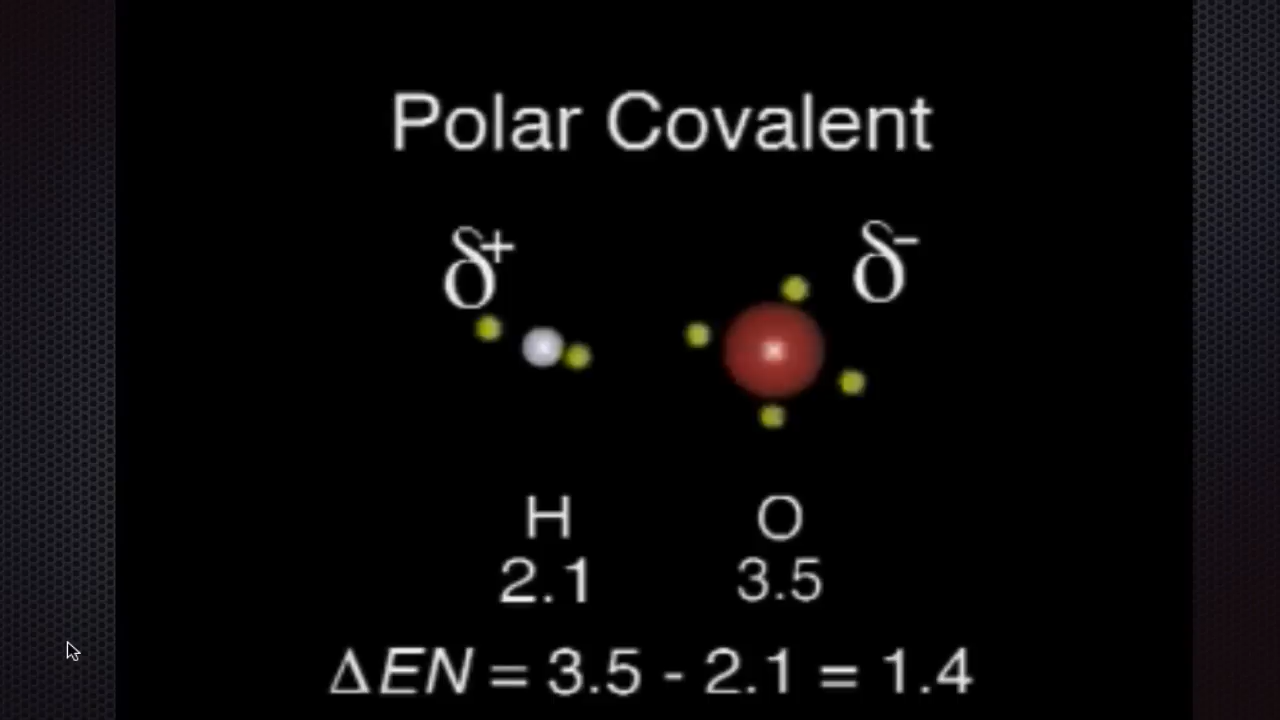 Polar Covalent
δ+ δ-
H O
2.1 3.5
ΔEN = 3.5 - 2.1 = 1.4